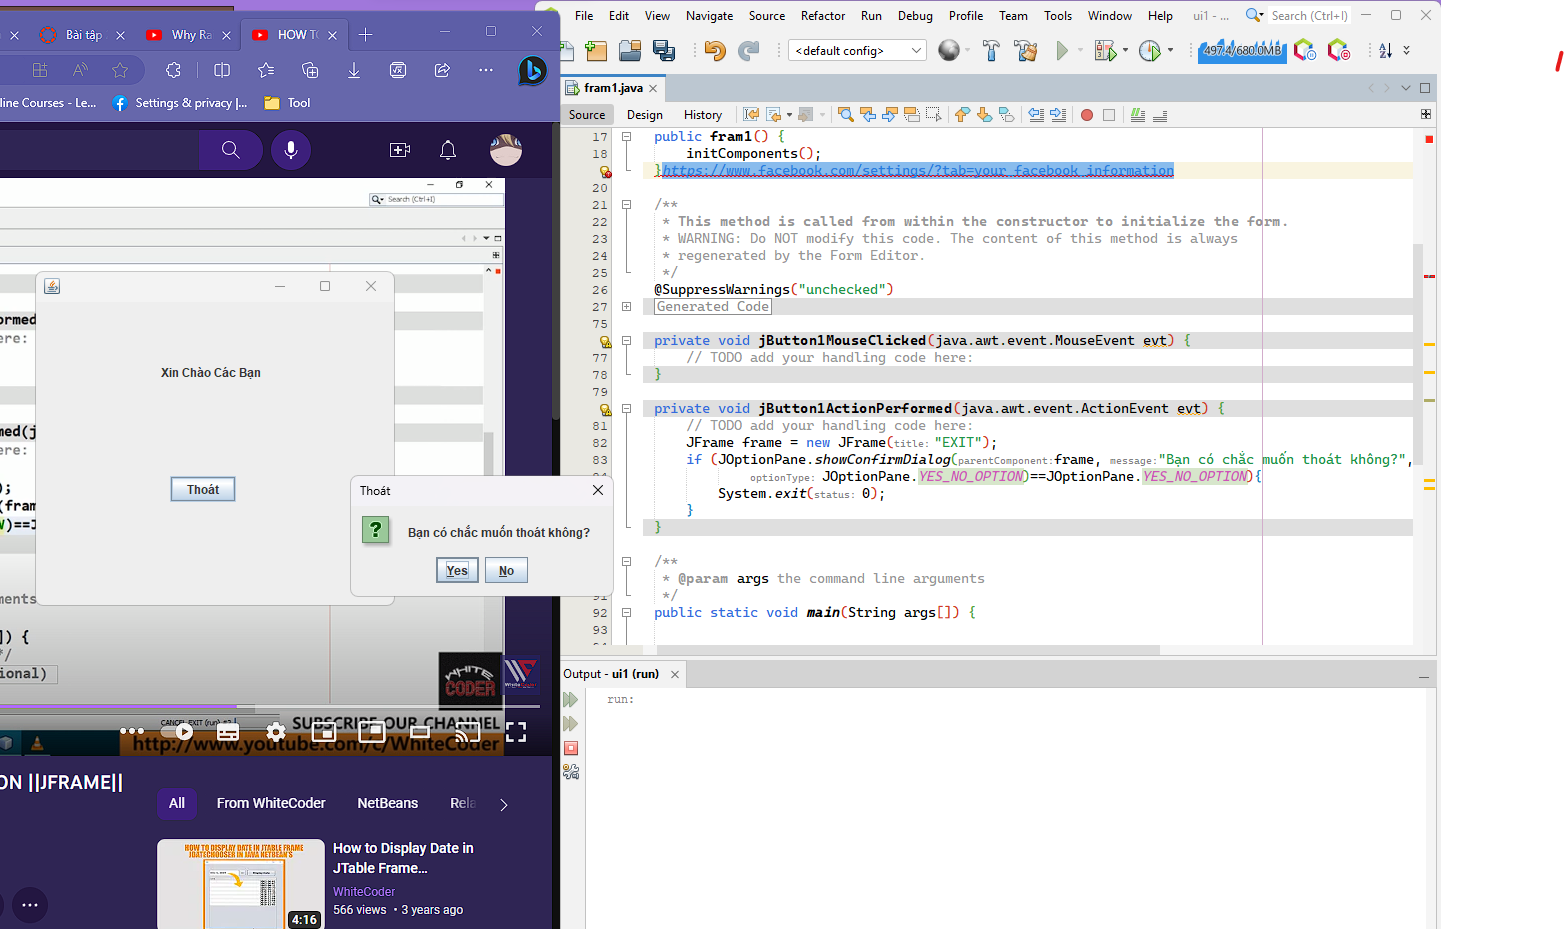 Bài tập
Why Ra
HOW TO
line Courses - Le...
Settings & privacy |...
Tool
Search (Ctrl+I)
ormed
here:
med(j
here:
);
(fram
)==J
ments
]) {
*/
ional)
Xin Chào Các Bạn
Thoát
Thoát
?
Bạn có chắc muốn thoát không?
Yes
No
WHITE
CODER
CANCEL EXIT (run)
SUBSCRIBE OUR CHANNEL
http://www.youtube.com/c/WhiteCoder
ON ||JFRAME||
All
From WhiteCoder
NetBeans
Rela
HOW TO DISPLAY DATE IN JTABLE FRAME
JDATECHOOSER IN JAVA NETBEAN'S
4:16
How to Display Date in
JTable Frame...
WhiteCoder
566 views • 3 years ago
File Edit View Navigate Source Refactor Run Debug Profile Team Tools Window Help
ui1 - ...
Search (Ctrl+I)
<default config>
497.4/680.0MB
fram1.java
Source Design History
17 public fram1() {
18 initComponents();
}https://www.facebook.com/settings/?tab=your_facebook_information
20
21 /**
22 * This method is called from within the constructor to initialize the form.
23 * WARNING: Do NOT modify this code. The content of this method is always
24 * regenerated by the Form Editor.
25 */
26 @SuppressWarnings("unchecked")
27 Generated Code
75
private void jButton1MouseClicked(java.awt.event.MouseEvent evt) {
77 // TODO add your handling code here:
78 }
79
private void jButton1ActionPerformed(java.awt.event.ActionEvent evt) {
81 // TODO add your handling code here:
82 JFrame frame = new JFrame(title: "EXIT");
83 if (JOptionPane.showConfirmDialog(parentComponent:frame, message:"Bạn có chắc muốn thoát không?",
optionType: JOptionPane.YES_NO_OPTION)==JOptionPane.YES_NO_OPTION){
System.exit(status: 0);
}
}
/**
* @param args the command line arguments
91 */
92 public static void main(String args[]) {
93
Output - ui1 (run)
run: